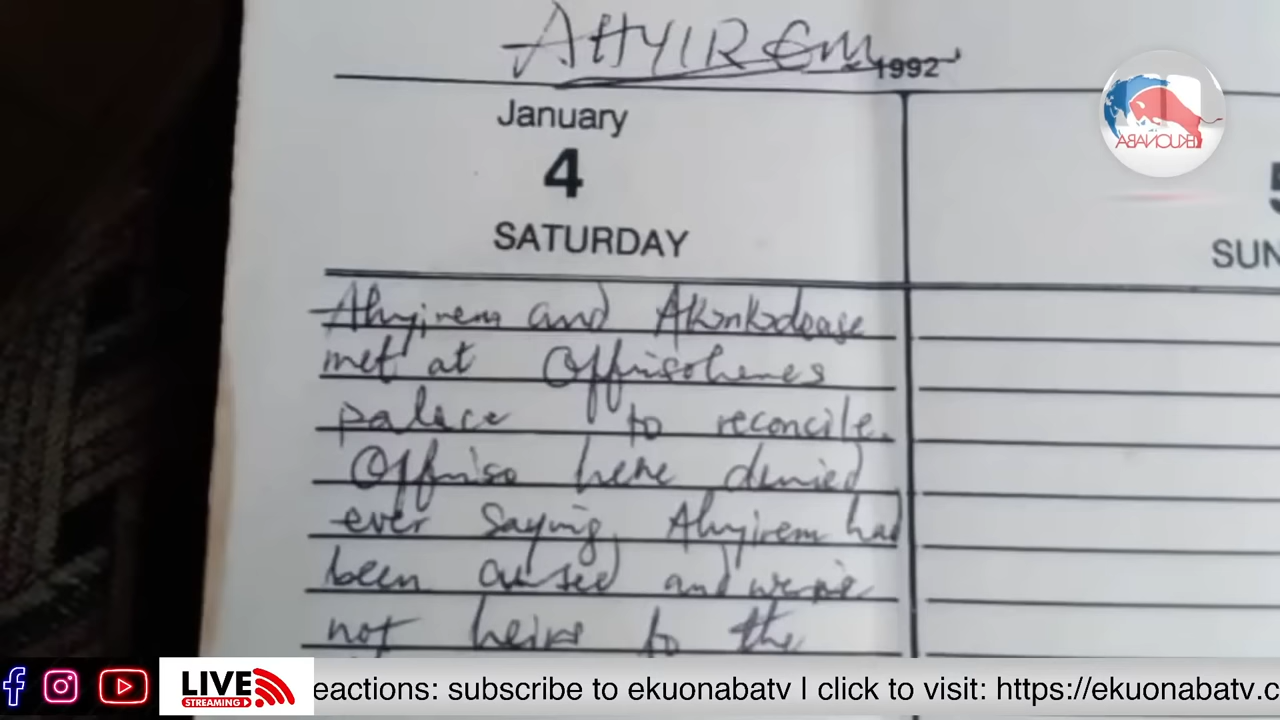 AHYIREM
1992
January
4
SATURDAY
SUN
Ahyirem and Akɔnkɔdease
met at Offinsohenes
palace to reconcile.
Offinso hene denied
ever saying, Ahyirem had
been cursed and were
not heirs to the
EKUONABA
LIVE
STREAMING
eactions: subscribe to ekuonabatv I click to visit: https://ekuonabatv.c